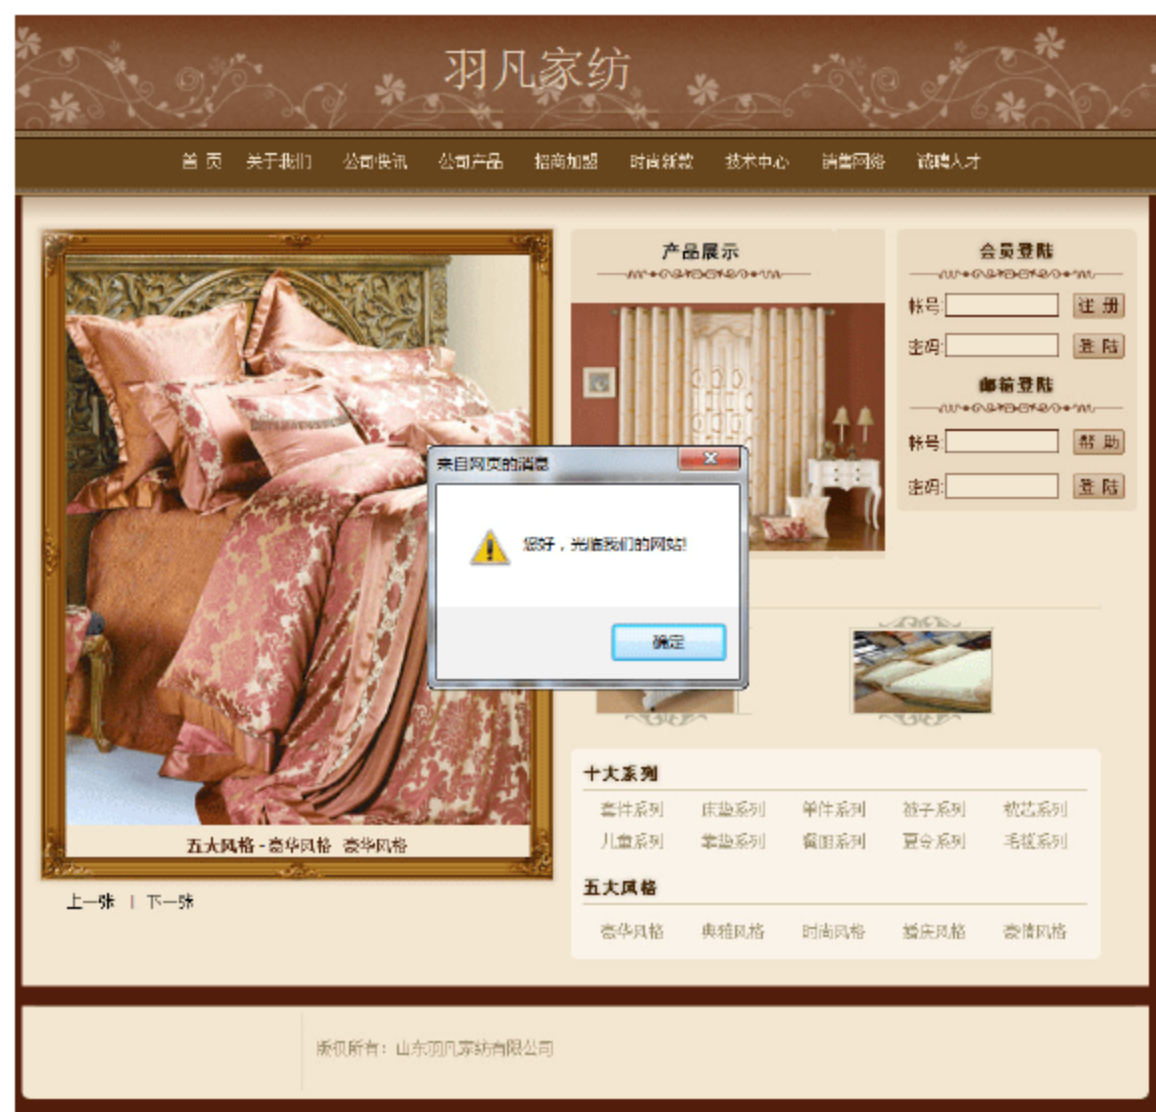 羽凡家纺
首 页 关于我们 公司快讯 公司产品 招商加盟 时尚新款 技术中心 销售网络 诚聘人才
产品展示
会员登陆
帐号: 注 册
密码: 登 陆
邮箱登陆
帐号: 帮 助
密码: 登 陆
来自网页的消息
您好，光临我们的网站!
确定
五大风格-豪华风格 豪华风格
上一张 | 下一张
十大系列
套件系列 床垫系列 单件系列 被子系列 枕芯系列
儿童系列 靠垫系列 餐厨系列 夏令系列 毛毯系列
五大风格
豪华风格 典雅风格 时尚风格 婚庆风格 豪情风格
版权所有：山东羽凡家纺有限公司